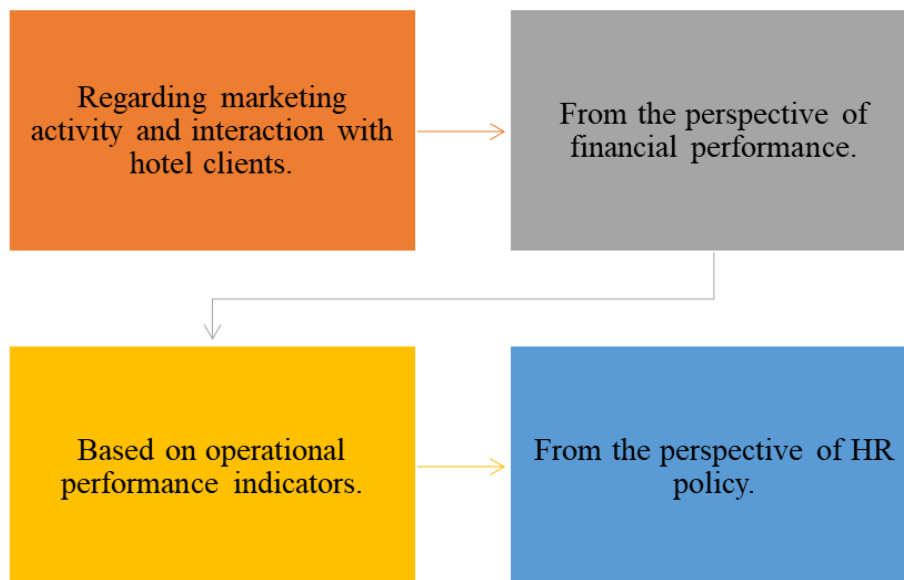 Regarding marketing
activity and interaction with
hotel clients.
From the perspective of
financial performance.
Based on operational
performance indicators.
From the perspective of HR
policy.